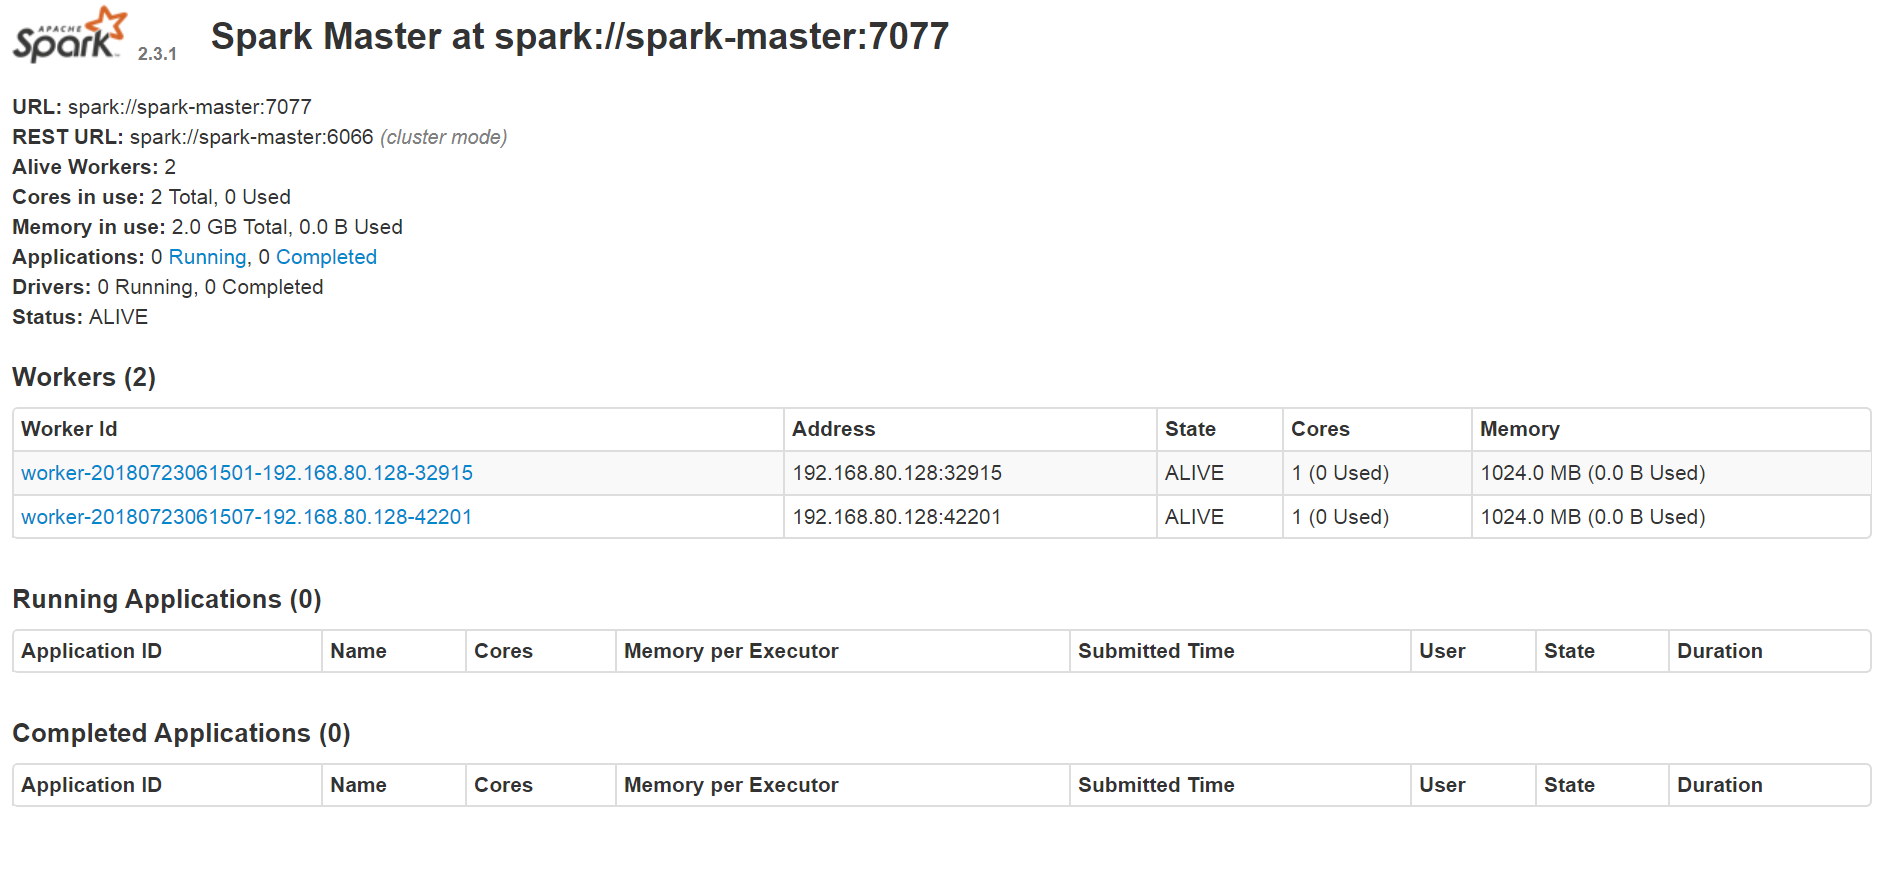 APACHE
Spark 2.3.1 Spark Master at spark://spark-master:7077
URL: spark://spark-master:7077
REST URL: spark://spark-master:6066 (cluster mode)
Alive Workers: 2
Cores in use: 2 Total, 0 Used
Memory in use: 2.0 GB Total, 0.0 B Used
Applications: 0 Running, 0 Completed
Drivers: 0 Running, 0 Completed
Status: ALIVE
Workers (2)
Worker Id Address State Cores Memory
worker-20180723061501-192.168.80.128-32915 192.168.80.128:32915 ALIVE 1 (0 Used) 1024.0 MB (0.0 B Used)
worker-20180723061507-192.168.80.128-42201 192.168.80.128:42201 ALIVE 1 (0 Used) 1024.0 MB (0.0 B Used)
Running Applications (0)
Application ID Name Cores Memory per Executor Submitted Time User State Duration
Completed Applications (0)
Application ID Name Cores Memory per Executor Submitted Time User State Duration